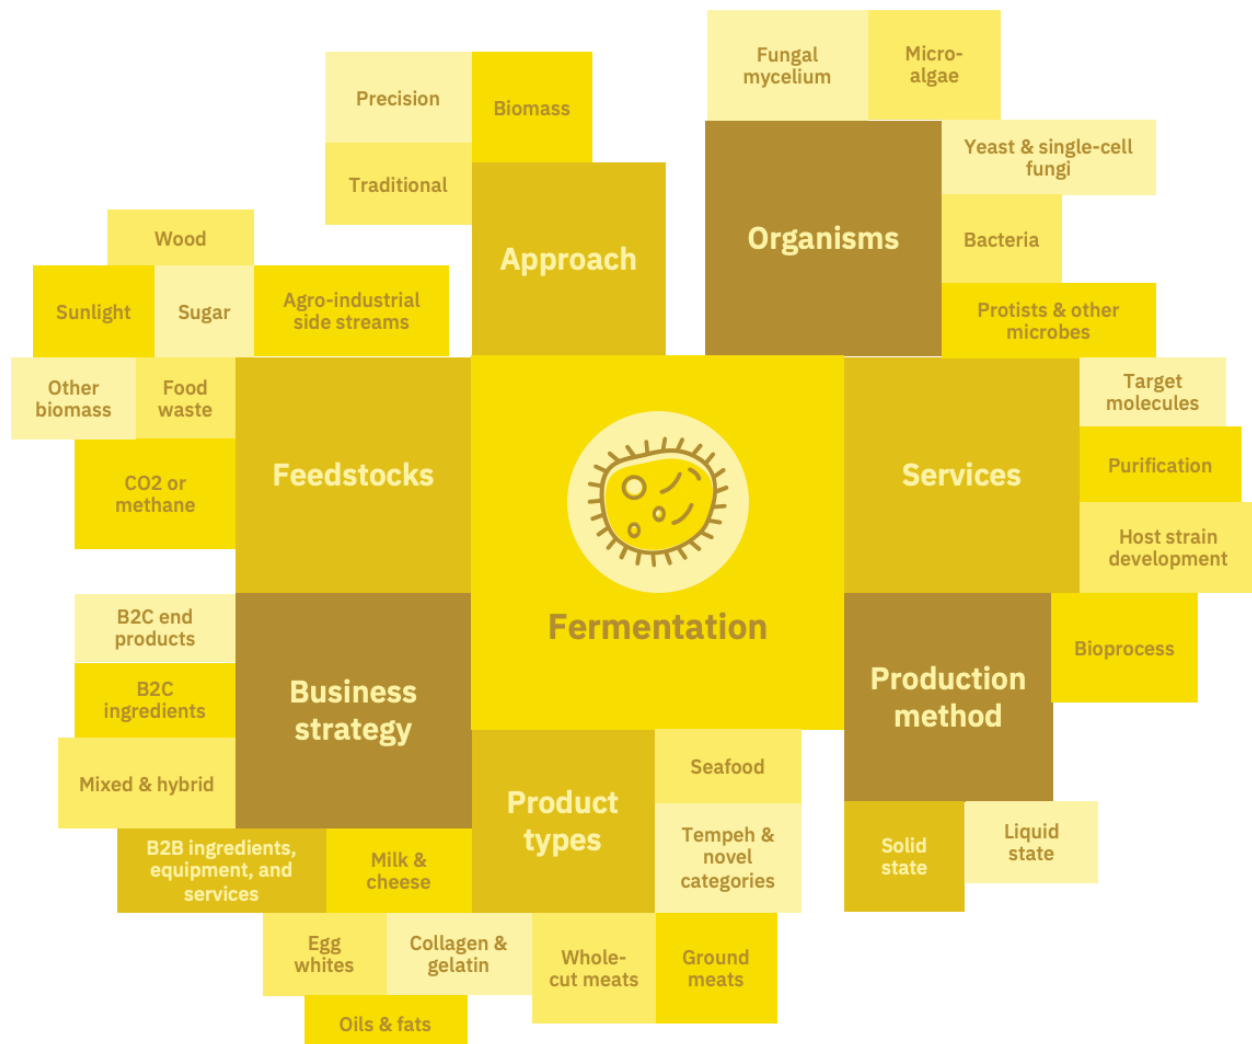 Fungal
mycelium
Micro-
algae
Precision
Biomass
Yeast & single-cell
fungi
Traditional
Wood
Approach
Organisms
Bacteria
Sunlight
Sugar
Agro-industrial
side streams
Protists & other
microbes
Other
biomass
Food
waste
Target
molecules
Feedstocks
Services
Purification
CO2 or
methane
Host strain
development
B2C end
products
Fermentation
Bioprocess
B2C
ingredients
Business
strategy
Production
method
Mixed & hybrid
Product
types
Seafood
B2B ingredients,
equipment, and
services
Milk &
cheese
Tempeh &
novel
categories
Solid
state
Liquid
state
Egg
whites
Collagen &
gelatin
Whole-
cut meats
Ground
meats
Oils & fats